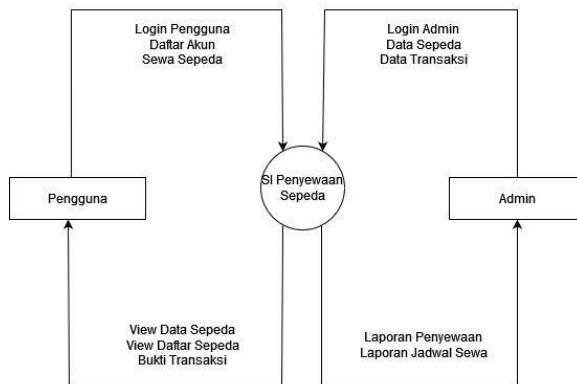 Login Pengguna
Daftar Akun
Sewa Sepeda
Login Admin
Data Sepeda
Data Transaksi
Pengguna
SI Penyewaan
Sepeda
Admin
View Data Sepeda
View Daftar Sepeda
Bukti Transaksi
Laporan Penyewaan
Laporan Jadwal Sewa